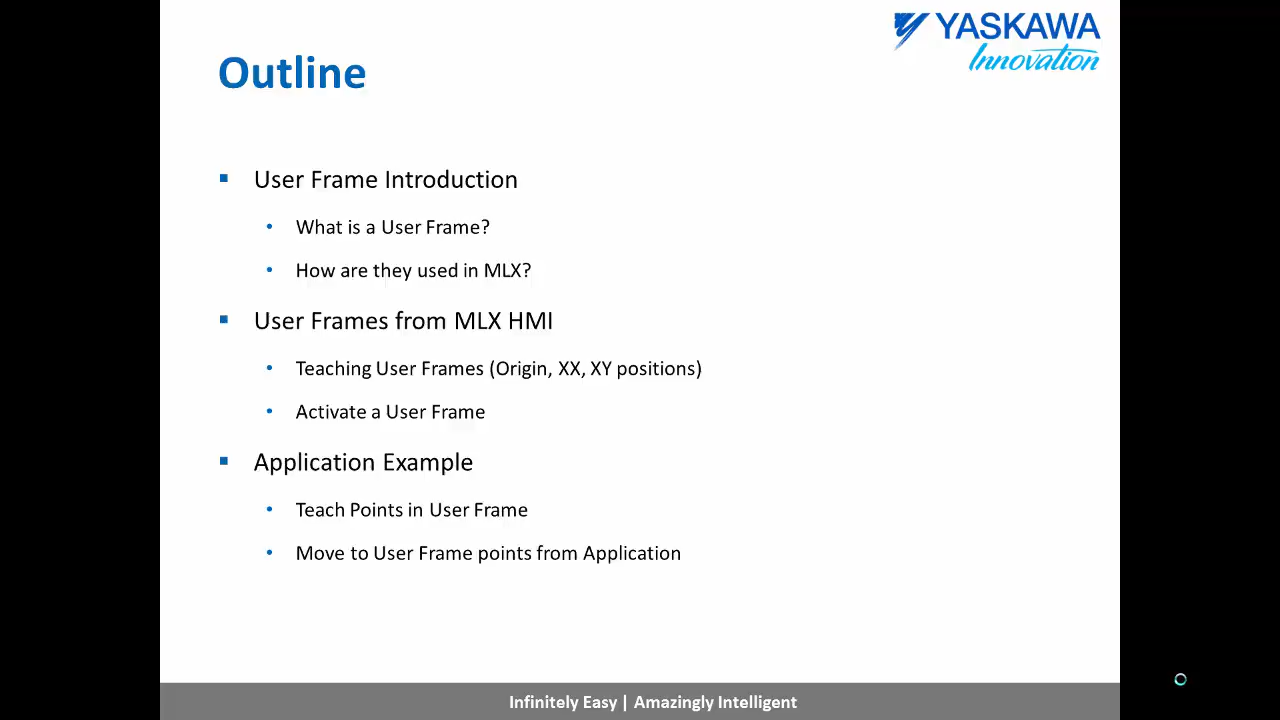 YASKAWA
Innovation
Outline
User Frame Introduction
What is a User Frame?
How are they used in MLX?
User Frames from MLX HMI
Teaching User Frames (Origin, XX, XY positions)
Activate a User Frame
Application Example
Teach Points in User Frame
Move to User Frame points from Application
Infinitely Easy | Amazingly Intelligent